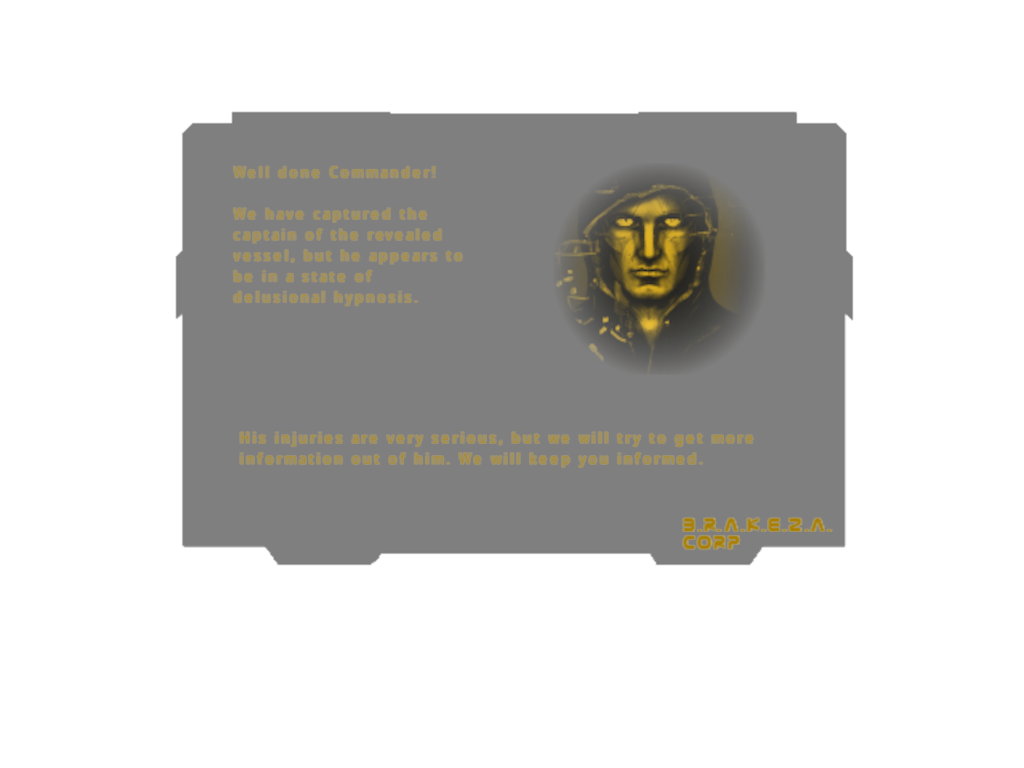 Well done Commander!
We have captured the
captain of the revealed
vessel, but he appears to
be in a state of
delusional hypnosis.
His injuries are very serious, but we will try to get more
information out of him. We will keep you informed.
B.R.A.K.E.Z.A.
CORP